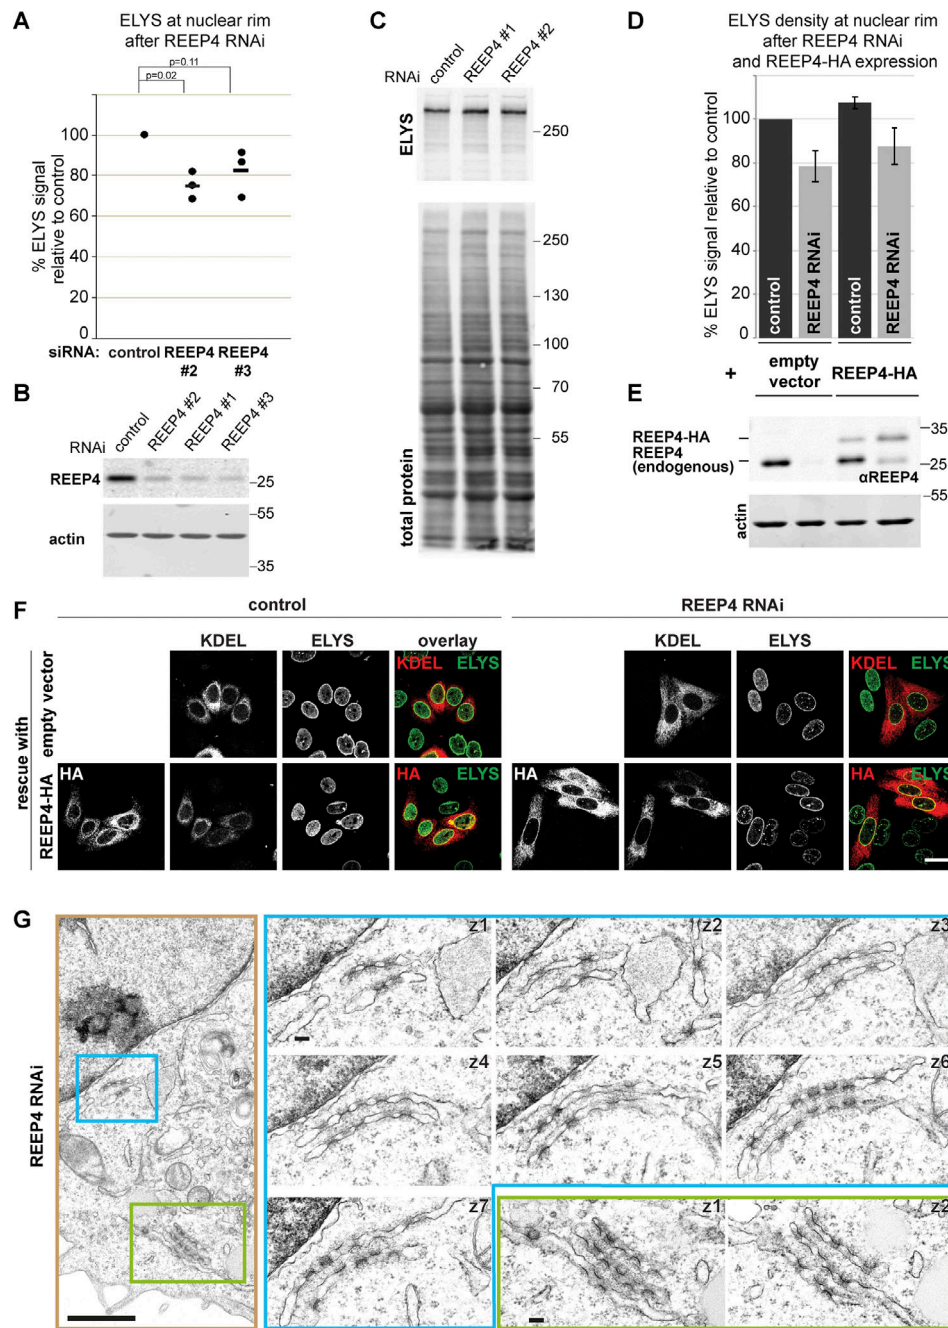 A
ELYS at nuclear rim
after REEP4 RNAi
p=0.11
p=0.02
% ELYS signal
relative to control
100
80
60
40
20
0
siRNA: control REEP4 REEP4
#2 #3
B
RNAi
control
REEP4 #2
REEP4 #1
REEP4 #3
REEP4
–25
–55
actin
–35
C
RNAi
control
REEP4 #1
REEP4 #2
ELYS
– 250
– 250
– 130
– 100
– 70
– 55
total protein
D
ELYS density at nuclear rim
after REEP4 RNAi
and REEP4-HA expression
% ELYS signal relative to control
100
80
60
40
20
0
control
REEP4 RNAi
control
REEP4 RNAi
+
empty
vector
REEP4-HA
E
REEP4-HA
REEP4
(endogenous)
–35
–25
αREEP4
–55
actin
F
control
REEP4 RNAi
KDEL ELYS overlay
KDEL ELYS
rescue with
empty vector
REEP4-HA
KDEL ELYS
KDEL ELYS
HA
HA ELYS
HA
HA ELYS
G
REEP4 RNAi
z1
z2
z3
z4
z5
z6
z7
z1
z2